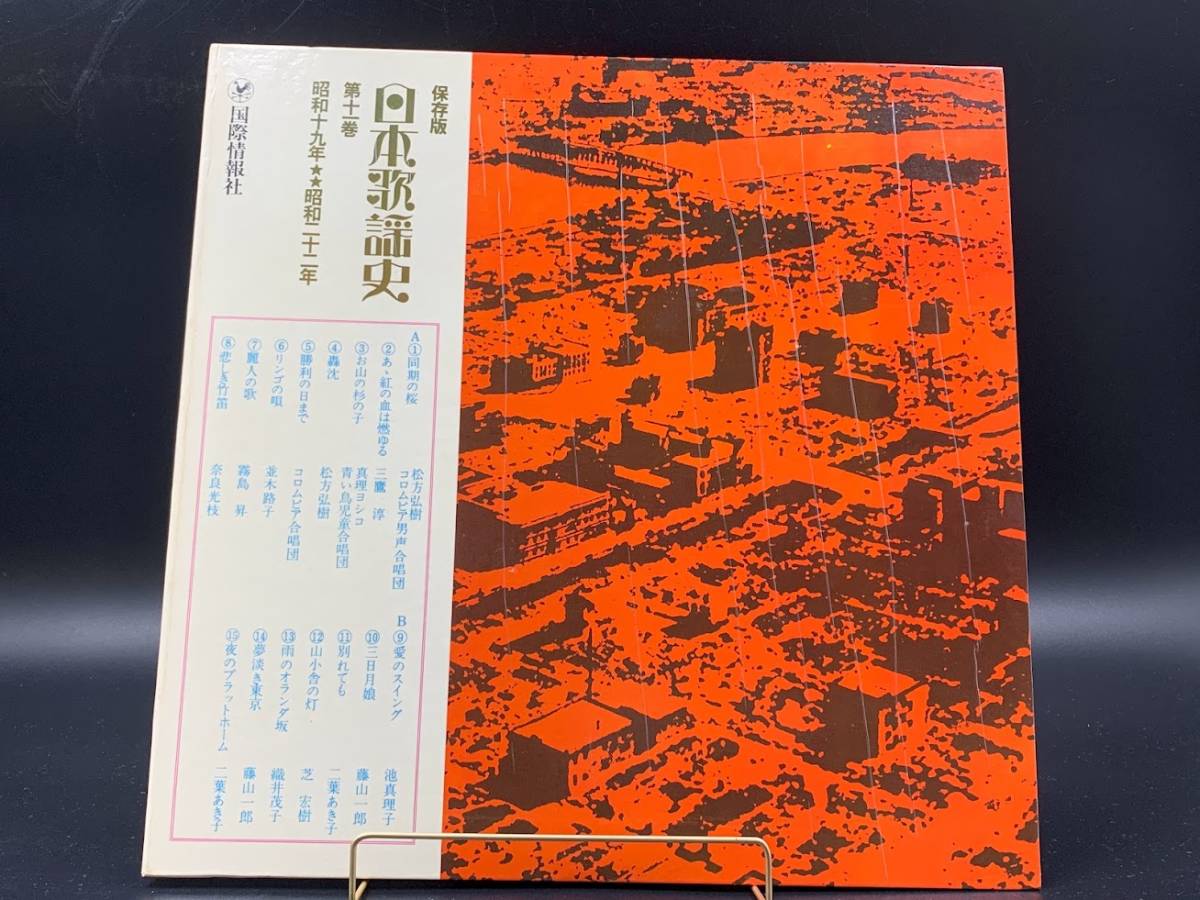 保存版
日本歌謡史
第十一巻
昭和十九年★★昭和二十二年
国際情報社
A①同期の桜
松方弘樹
コロムビア男声合唱団
②あゝ紅の血は燃ゆる
三鷹 淳
③お山の杉の子
真理ヨシコ
青い鳥児童合唱団
④轟沈
松方弘樹
⑤勝利の日まで
コロムビア合唱団
⑥リンゴの唄
並木路子
⑦麗人の歌
霧島 昇
⑧悲しき竹笛
奈良光枝
B⑨愛のスイング
池真理子
⑩三日月娘
藤山一郎
⑪別れても
二葉あき子
⑫山小舎の灯
芝 宏樹
⑬雨のオランダ坂
織井茂子
⑭夢淡き東京
藤山一郎
⑮夜のプラットホーム
二葉あき子